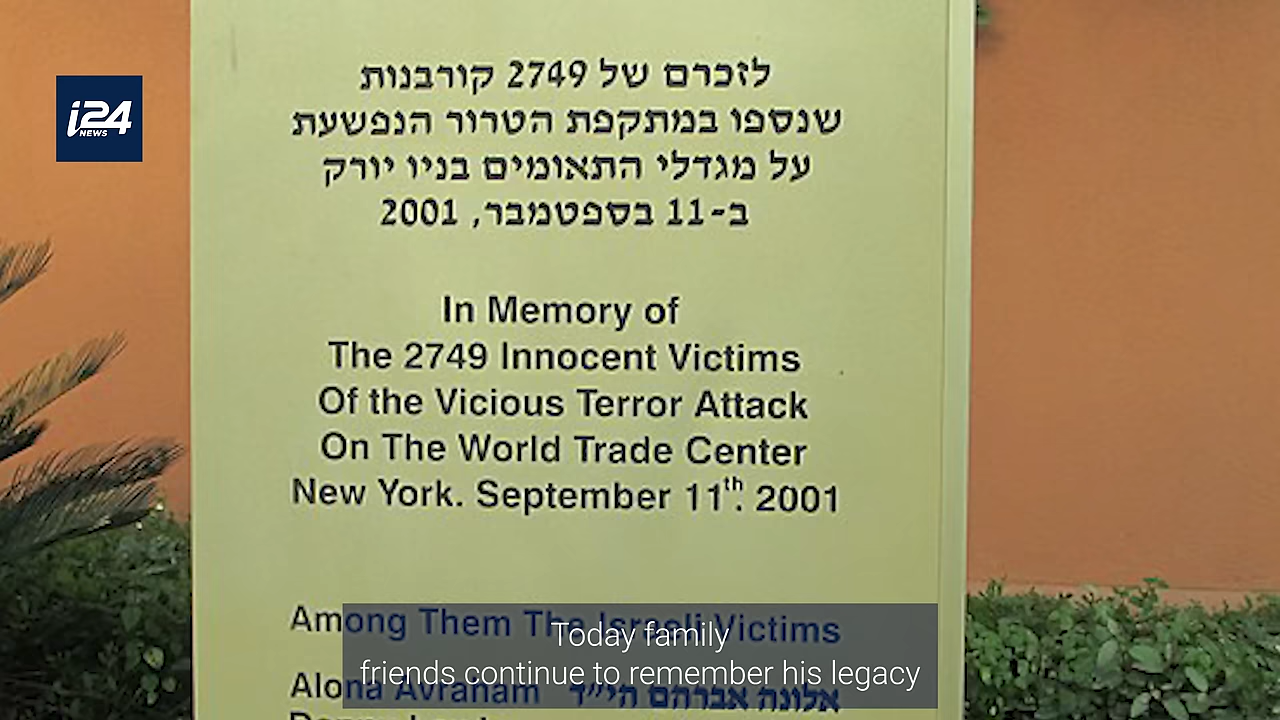 i24
NEWS
לזכרם של 2749 קורבנות
שנספו במתקפת הטרור הנפשעת
על מגדלי התאומים בניו יורק
ב-11 בספטמבר, 2001
In Memory of
The 2749 Innocent Victims
Of the Vicious Terror Attack
On The World Trade Center
New York. September 11th. 2001
Among Them The Israeli Victims
Today family
friends continue to remember his legacy
Alona Avraham אלונה אברהם הי״ד